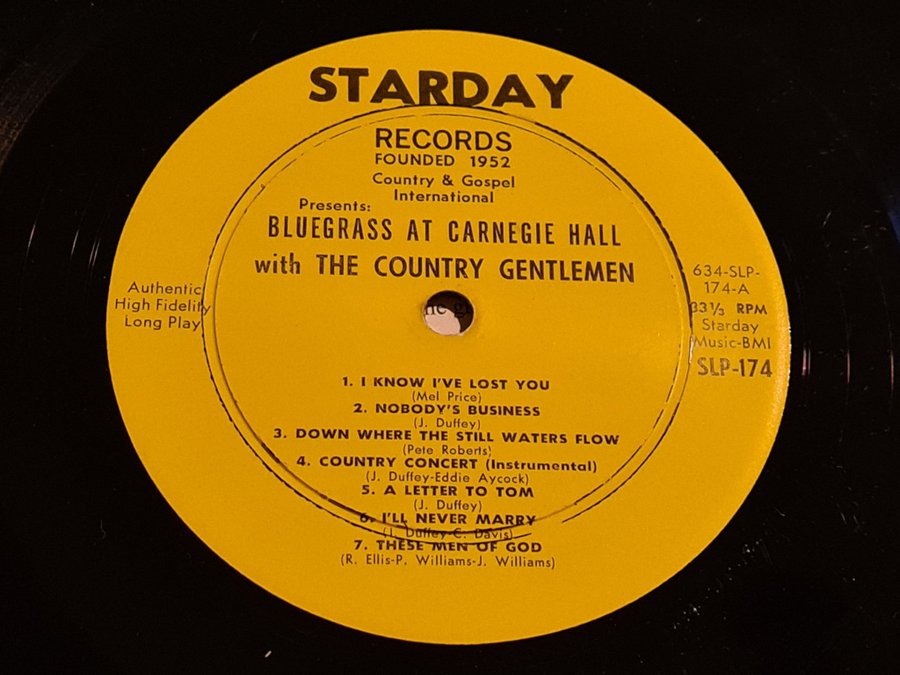 STARDAY
RECORDS
FOUNDED 1952
Country & Gospel
International
Presents:
BLUEGRASS AT CARNEGIE HALL
with THE COUNTRY GENTLEMEN
Authentic
High Fidelity
Long Play
634-SLP-
174-A
33⅓ RPM
Starday
Music-BMI
SLP-174
1. I KNOW I'VE LOST YOU
(Mel Price)
2. NOBODY'S BUSINESS
(J. Duffey)
3. DOWN WHERE THE STILL WATERS FLOW
(Pete Roberts)
4. COUNTRY CONCERT (Instrumental)
(J. Duffey-Eddie Aycock)
5. A LETTER TO TOM
(J. Duffey)
6. I'LL NEVER MARRY
(J. Duffey-C. Davis)
7. THESE MEN OF GOD
(R. Ellis-P. Williams-J. Williams)